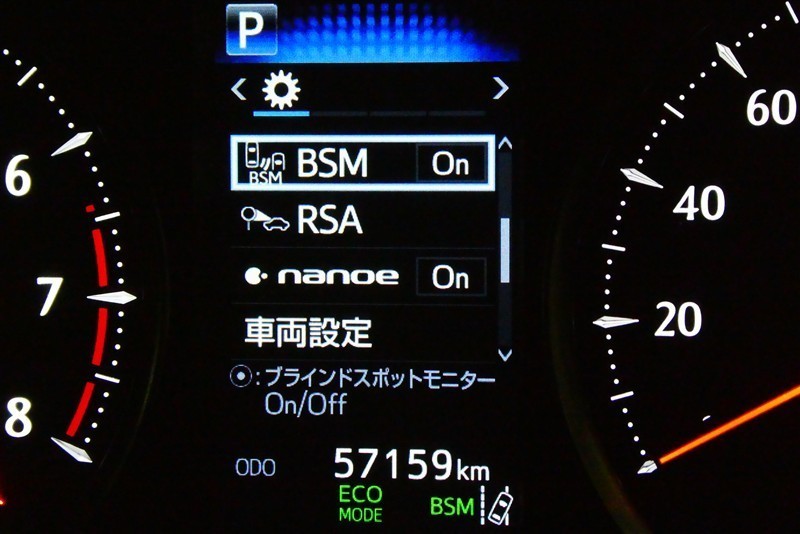 P
BSM
BSM On
RSA
nanoe On
車両設定
:ブラインドスポットモニター
On/Off
ODO 57159km
ECO
MODE
BSM
6
7
8
60
40
20